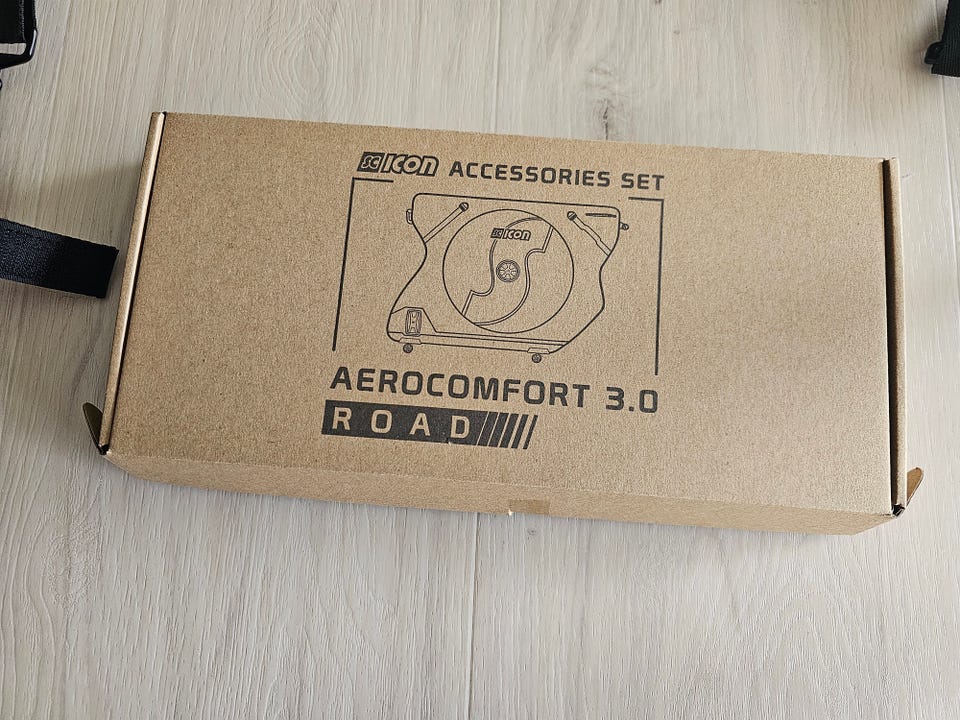 SCICON ACCESSORIES SET
SCICON
AEROCOMFORT 3.0
ROAD